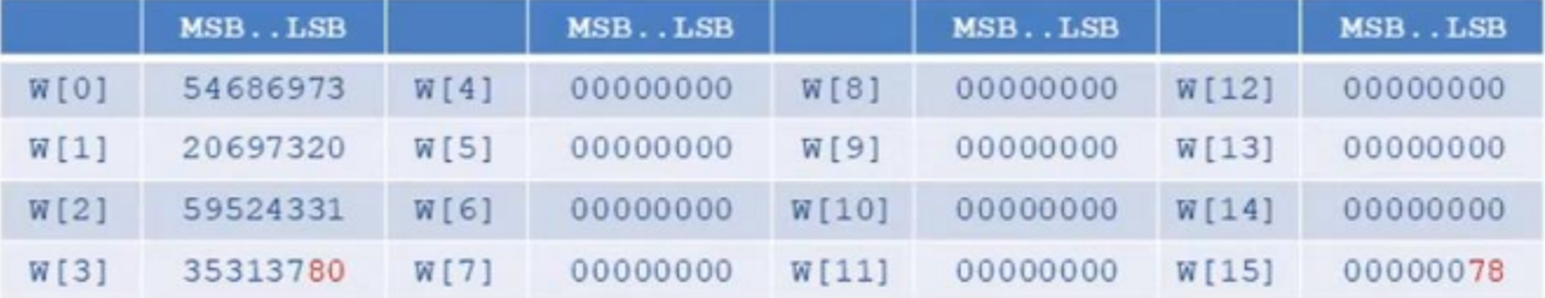 MSB..LSB MSB..LSB MSB..LSB MSB..LSB
W[0] 54686973 W[4] 00000000 W[8] 00000000 W[12] 00000000
W[1] 20697320 W[5] 00000000 W[9] 00000000 W[13] 00000000
W[2] 59524331 W[6] 00000000 W[10] 00000000 W[14] 00000000
W[3] 35313780 W[7] 00000000 W[11] 00000000 W[15] 00000078